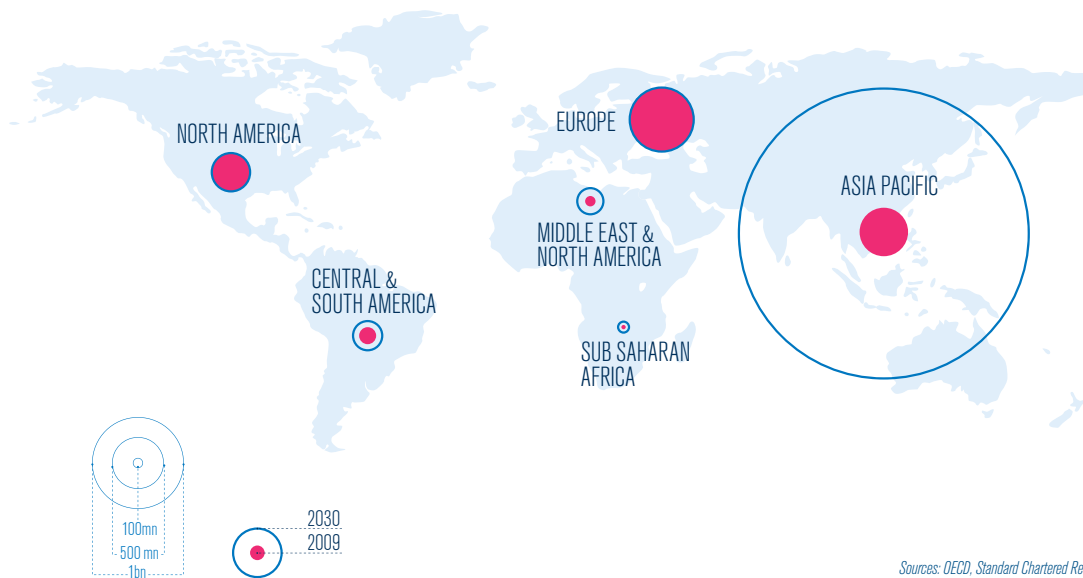 NORTH AMERICA
EUROPE
ASIA PACIFIC
MIDDLE EAST &
NORTH AMERICA
CENTRAL &
SOUTH AMERICA
SUB SAHARAN
AFRICA
100mn
500 mn
1bn
2030
2009
Sources: OECD, Standard Chartered Re